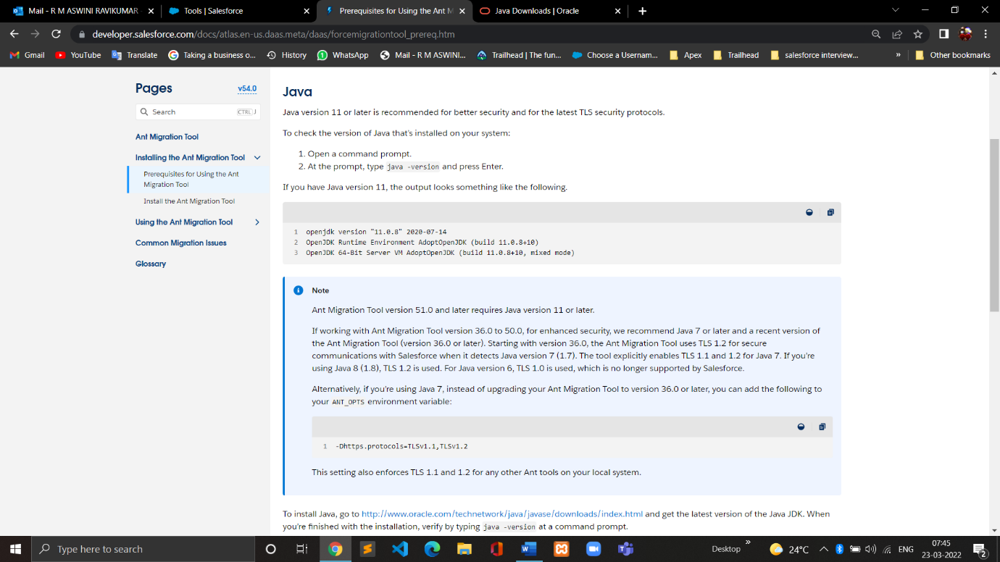 Mail - R M ASWINI RAVIKUMAR -
Tools | Salesforce
Prerequisites for Using the Ant M
Java Downloads | Oracle
developer.salesforce.com/docs/atlas.en-us.daas.meta/daas/forcemigrationtool_prereq.htm
Gmail
YouTube
Translate
Taking a business o...
History
WhatsApp
Mail - R M ASWINI...
Trailhead | The fun...
Choose a Usernam...
Apex
Trailhead
salesforce interview...
»
Other bookmarks
Pages
v54.0
Search
CTRL J
Ant Migration Tool
Installing the Ant Migration Tool
Prerequisites for Using the Ant
Migration Tool
Install the Ant Migration Tool
Using the Ant Migration Tool
Common Migration Issues
Glossary
Java
Java version 11 or later is recommended for better security and for the latest TLS security protocols.
To check the version of Java that's installed on your system:
1. Open a command prompt.
2. At the prompt, type java -version and press Enter.
If you have Java version 11, the output looks something like the following.
1 openjdk version "11.0.8" 2020-07-14
2 OpenJDK Runtime Environment AdoptOpenJDK (build 11.0.8+10)
3 OpenJDK 64-Bit Server VM AdoptOpenJDK (build 11.0.8+10, mixed mode)
Note
Ant Migration Tool version 51.0 and later requires Java version 11 or later.
If working with Ant Migration Tool version 36.0 to 50.0, for enhanced security, we recommend Java 7 or later and a recent version of
the Ant Migration Tool (version 36.0 or later). Starting with version 36.0, the Ant Migration Tool uses TLS 1.2 for secure
communications with Salesforce when it detects Java version 7 (1.7). The tool explicitly enables TLS 1.1 and 1.2 for Java 7. If you're
using Java 8 (1.8), TLS 1.2 is used. For Java version 6, TLS 1.0 is used, which is no longer supported by Salesforce.
Alternatively, if you're using Java 7, instead of upgrading your Ant Migration Tool to version 36.0 or later, you can add the following to
your ANT_OPTS environment variable:
1 -Dhttps.protocols=TLSv1.1,TLSv1.2
This setting also enforces TLS 1.1 and 1.2 for any other Ant tools on your local system.
To install Java, go to http://www.oracle.com/technetwork/java/javase/downloads/index.html and get the latest version of the Java JDK. When
you're finished with the installation, verify by typing java -version at a command prompt.
Type here to search
Desktop
»
24°C
ENG
07:45
23-03-2022
2